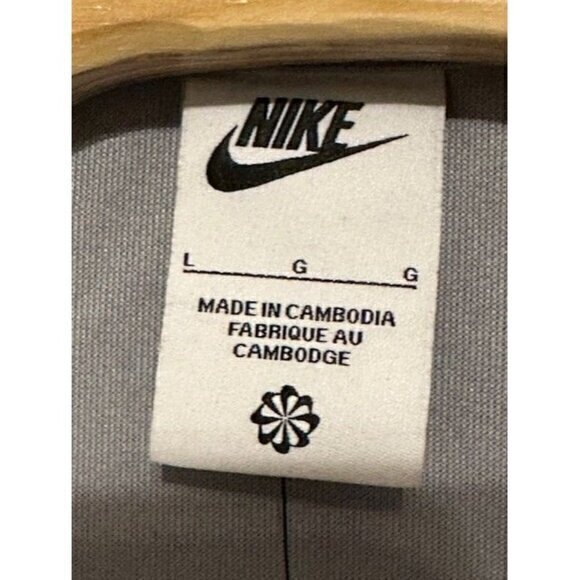 NIKE
L G G
MADE IN CAMBODIA
FABRIQUE AU
CAMBODGE